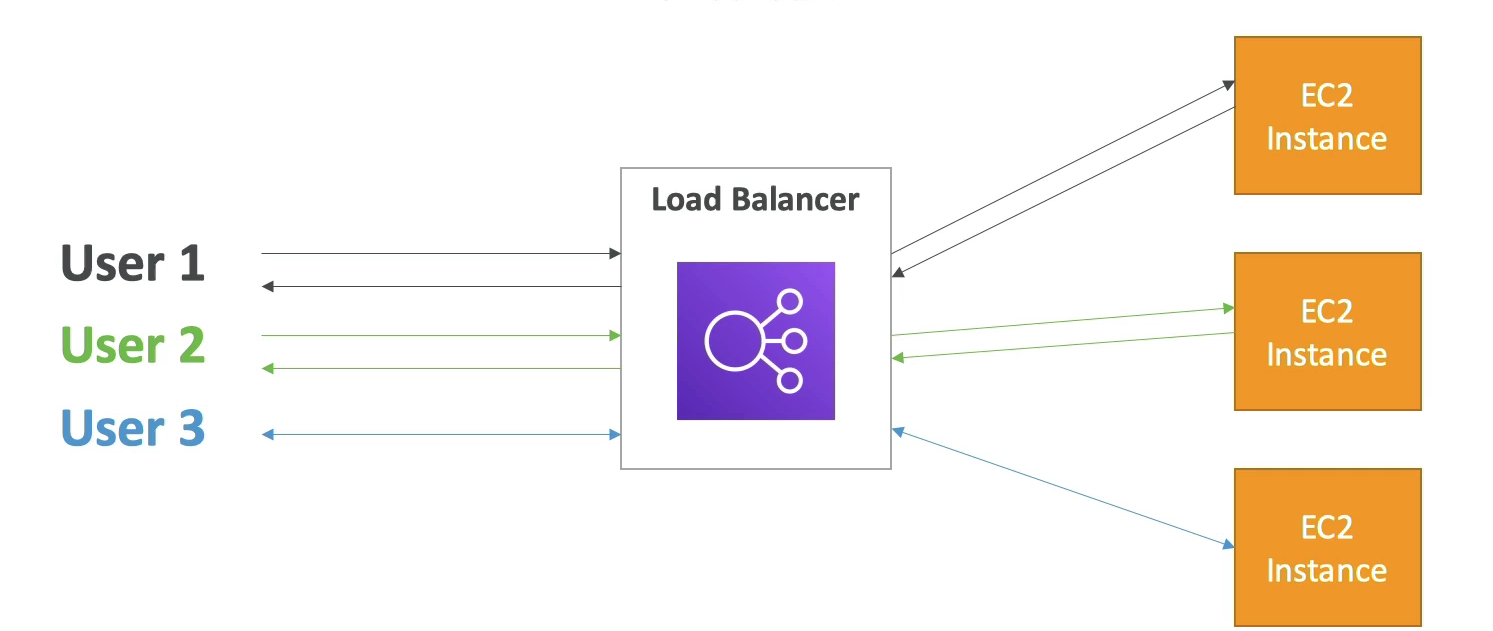 Load Balancer
User 1
User 2
User 3
EC2
Instance
EC2
Instance
EC2
Instance